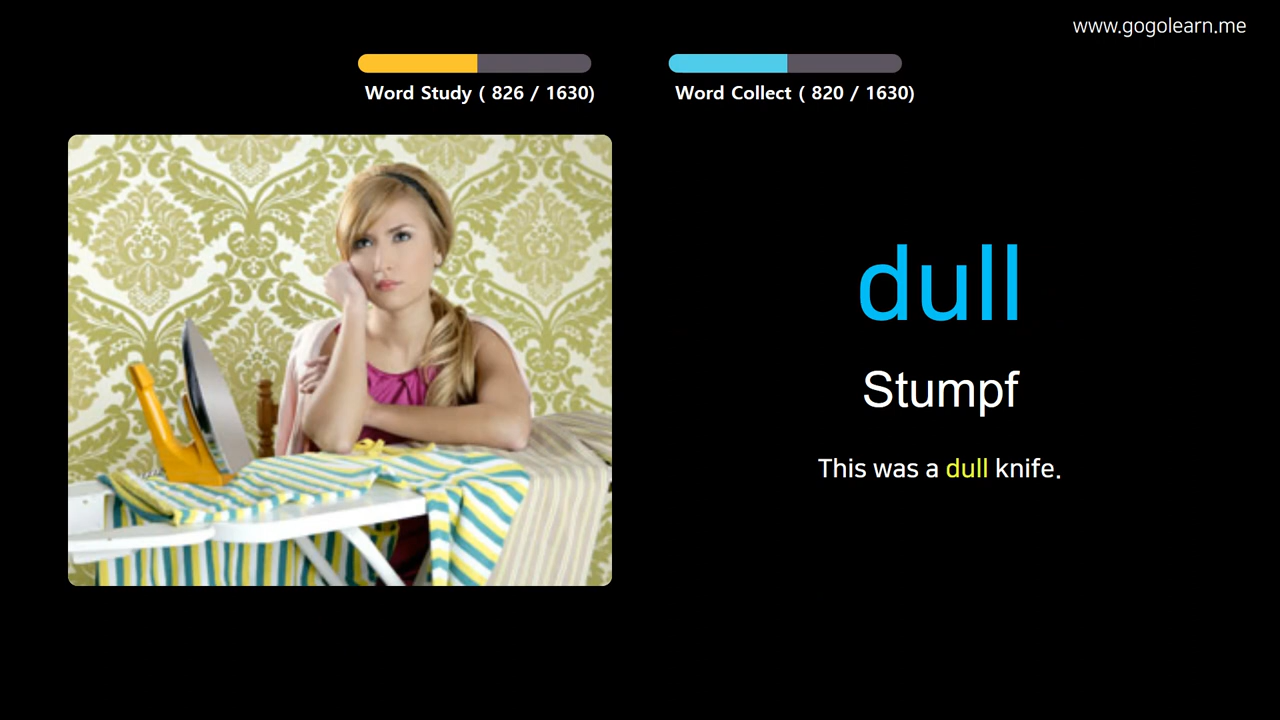 www.gogolearn.me
Word Study ( 826 / 1630)
Word Collect ( 820 / 1630)
dull
Stumpf
This was a dull knife.